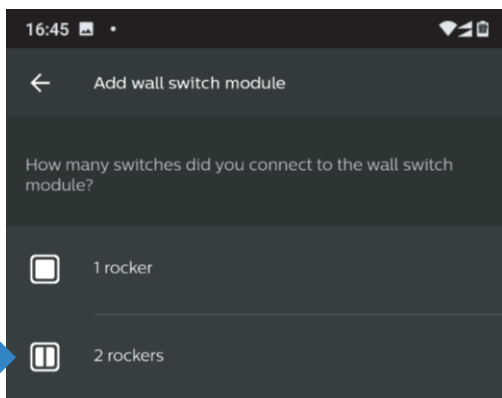 16:45
Add wall switch module
How many switches did you connect to the wall switch
module?
1 rocker
2 rockers